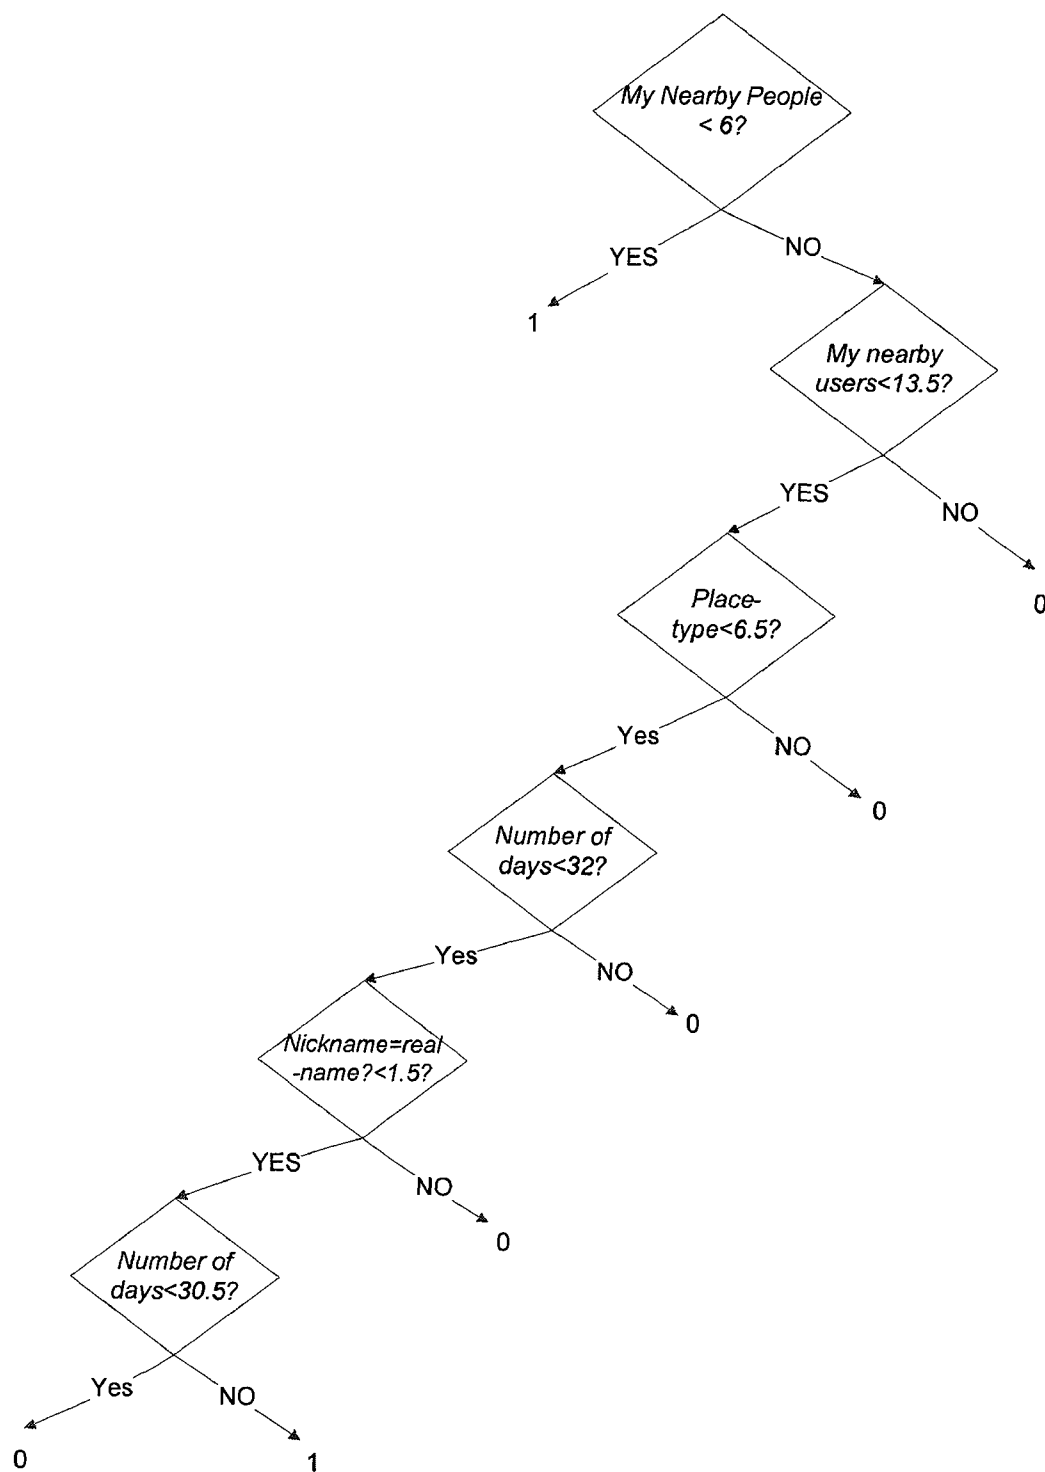 My Nearby People
< 6?
YES
NO
1
My nearby
users<13.5?
YES
NO
0
Place-
type<6.5?
Yes
NO
0
Number of
days<32?
Yes
NO
0
Nickname=real
-name?<1.5?
YES
NO
0
Number of
days<30.5?
Yes
NO
0
1